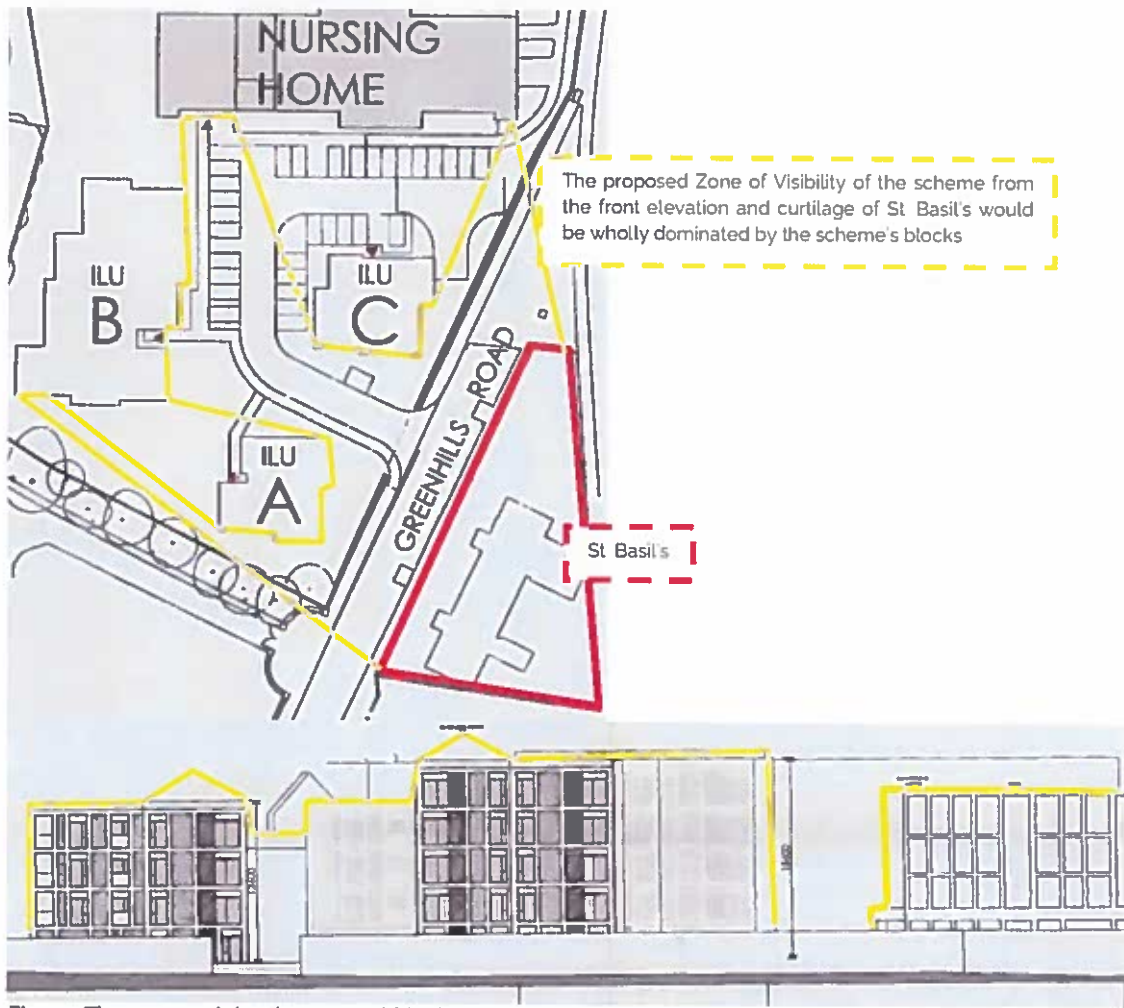 NURSING
HOME
The proposed Zone of Visibility of the scheme from
the front elevation and curtilage of St Basil's would
be wholly dominated by the scheme's blocks
ILU
B
ILU
C
ILU
A
GREENHILLS ROAD
St Basil's